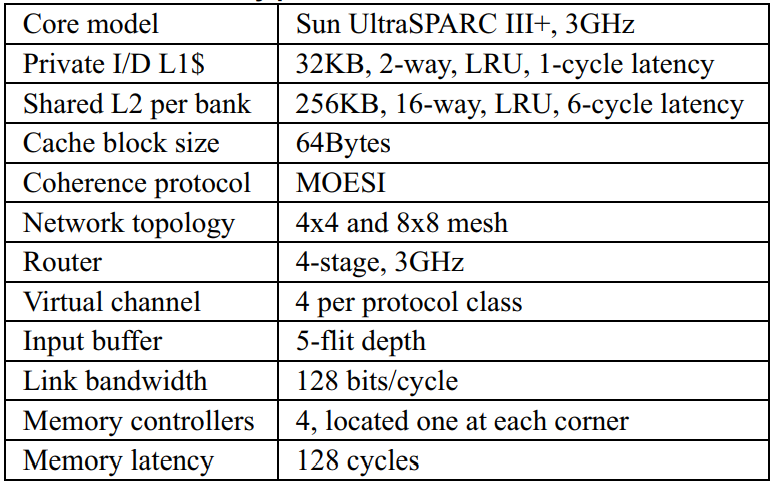 Core model Sun UltraSPARC III+, 3GHz
Private I/D L1$ 32KB, 2-way, LRU, 1-cycle latency
Shared L2 per bank 256KB, 16-way, LRU, 6-cycle latency
Cache block size 64Bytes
Coherence protocol MOESI
Network topology 4x4 and 8x8 mesh
Router 4-stage, 3GHz
Virtual channel 4 per protocol class
Input buffer 5-flit depth
Link bandwidth 128 bits/cycle
Memory controllers 4, located one at each corner
Memory latency 128 cycles